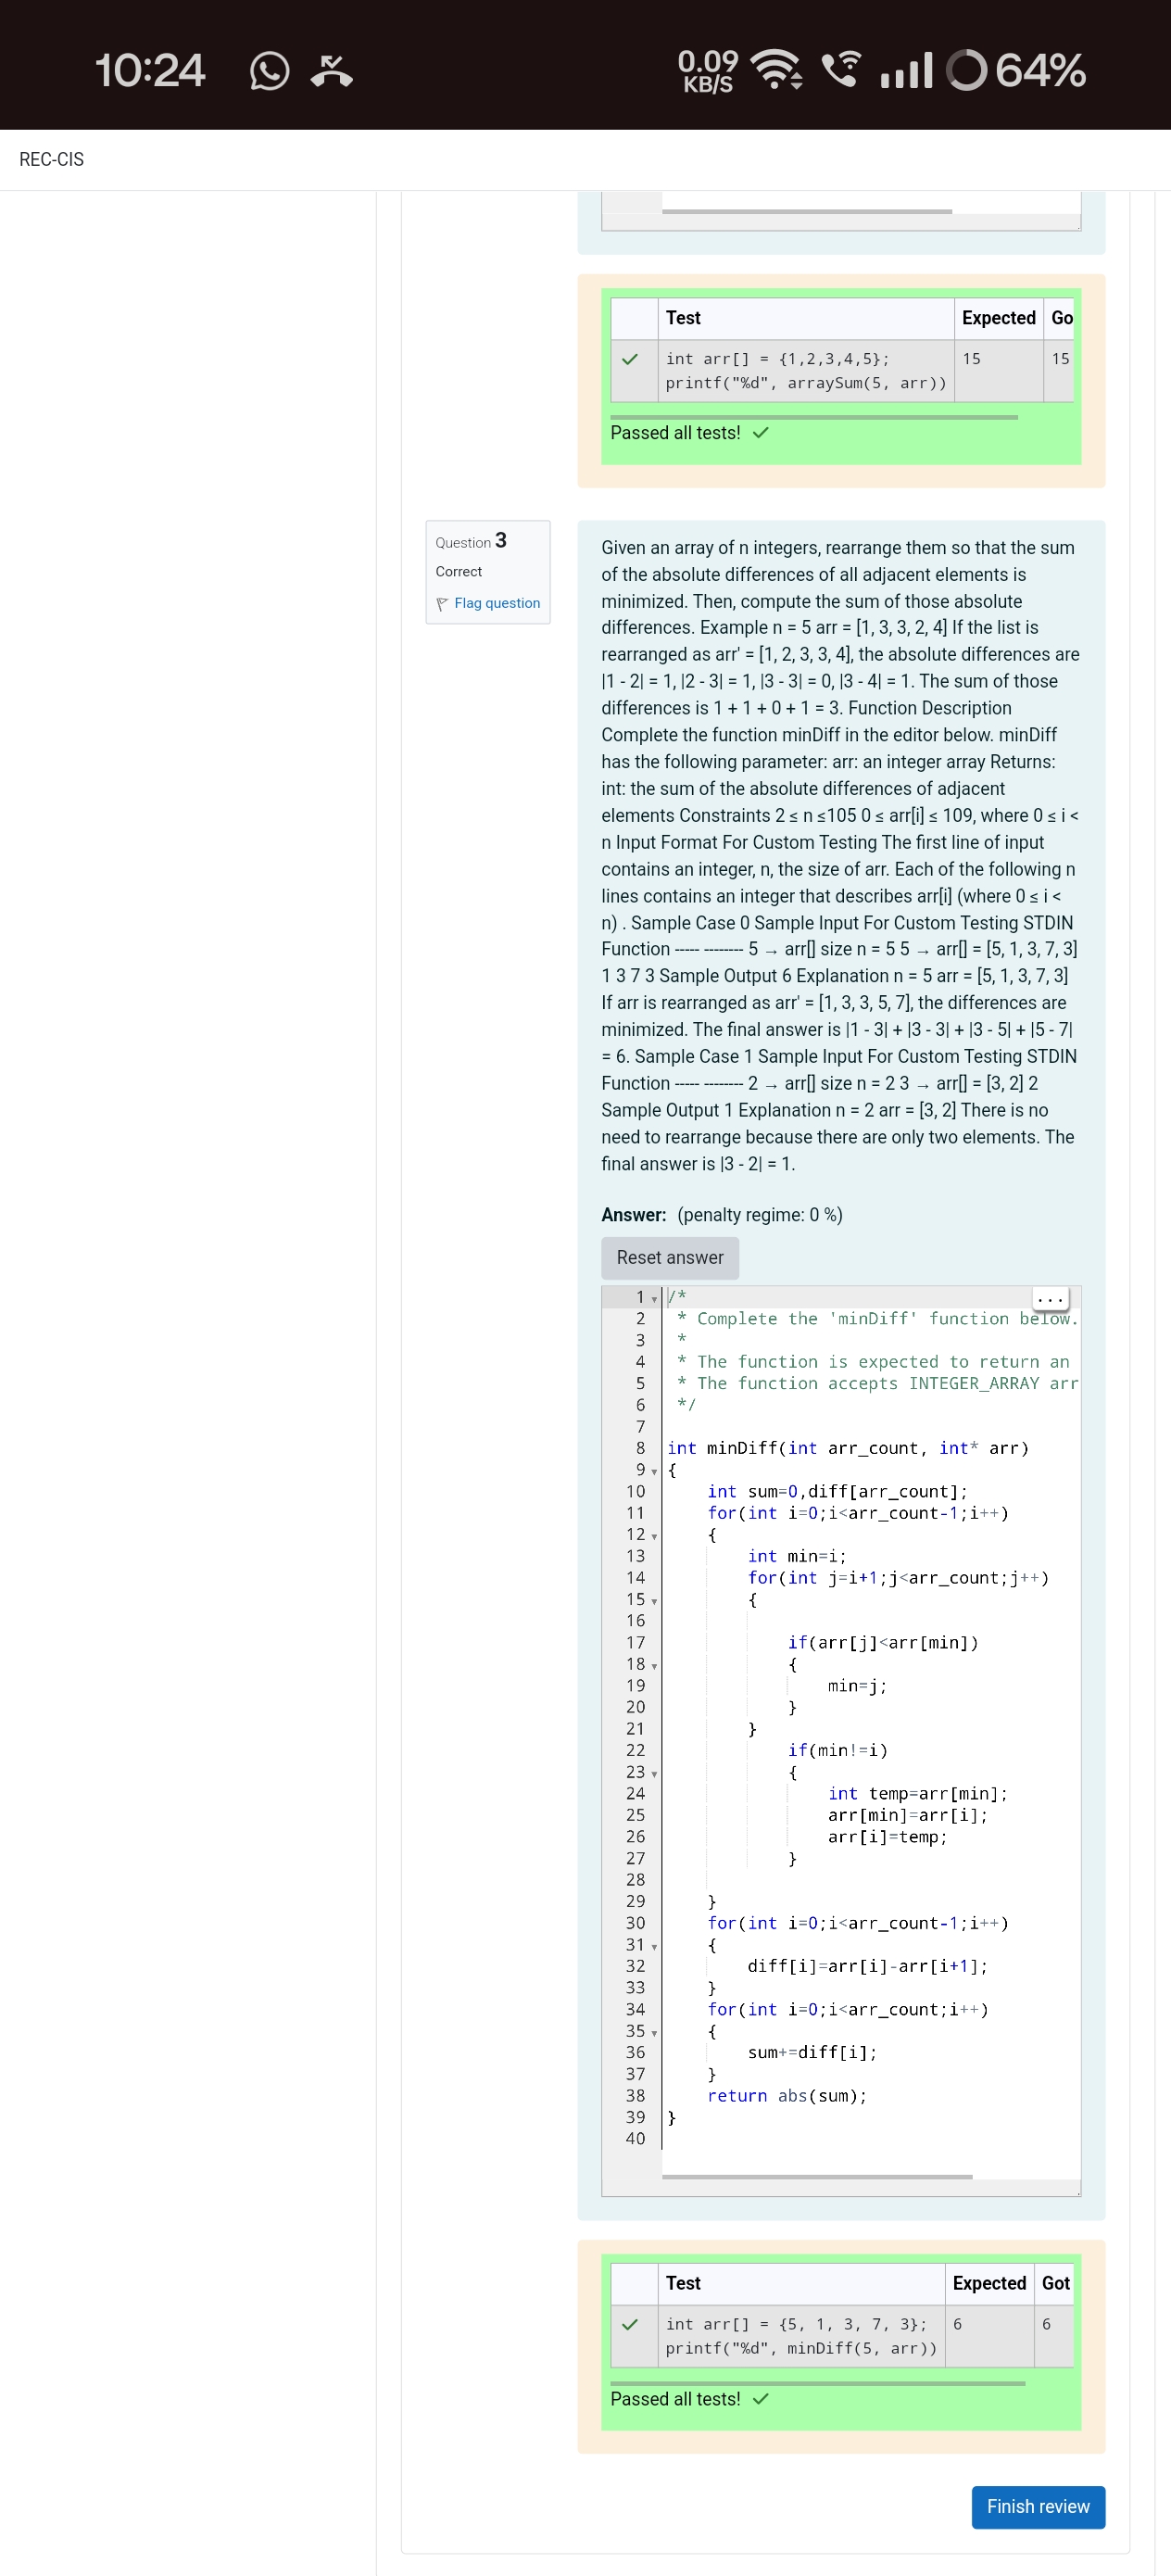 10:24
0.09 KB/S
64%
REC-CIS
Test Expected Go
int arr[] = {1,2,3,4,5}; 15 15
printf("%d", arraySum(5, arr))
Passed all tests!
Question 3
Correct
Flag question
Given an array of n integers, rearrange them so that the sum
of the absolute differences of all adjacent elements is
minimized. Then, compute the sum of those absolute
differences. Example n = 5 arr = [1, 3, 3, 2, 4] If the list is
rearranged as arr' = [1, 2, 3, 3, 4], the absolute differences are
|1 - 2| = 1, |2 - 3| = 1, |3 - 3| = 0, |3 - 4| = 1. The sum of those
differences is 1 + 1 + 0 + 1 = 3. Function Description
Complete the function minDiff in the editor below. minDiff
has the following parameter: arr: an integer array Returns:
int: the sum of the absolute differences of adjacent
elements Constraints 2 ≤ n ≤105 0 ≤ arr[i] ≤ 109, where 0 ≤ i <
n Input Format For Custom Testing The first line of input
contains an integer, n, the size of arr. Each of the following n
lines contains an integer that describes arr[i] (where 0 ≤ i <
n) . Sample Case 0 Sample Input For Custom Testing STDIN
Function ----- -------- 5 → arr[] size n = 5 5 → arr[] = [5, 1, 3, 7, 3]
1 3 7 3 Sample Output 6 Explanation n = 5 arr = [5, 1, 3, 7, 3]
If arr is rearranged as arr' = [1, 3, 3, 5, 7], the differences are
minimized. The final answer is |1 - 3| + |3 - 3| + |3 - 5| + |5 - 7|
= 6. Sample Case 1 Sample Input For Custom Testing STDIN
Function ----- -------- 2 → arr[] size n = 2 3 → arr[] = [3, 2] 2
Sample Output 1 Explanation n = 2 arr = [3, 2] There is no
need to rearrange because there are only two elements. The
final answer is |3 - 2| = 1.
Answer: (penalty regime: 0 %)
Reset answer
1 /* ...
2 * Complete the 'minDiff' function below.
3 *
4 * The function is expected to return an
5 * The function accepts INTEGER_ARRAY arr
6 */
7
8 int minDiff(int arr_count, int* arr)
9 {
10 int sum=0,diff[arr_count];
11 for(int i=0;i<arr_count-1;i++)
12 {
13 int min=i;
14 for(int j=i+1;j<arr_count;j++)
15 {
16
17 if(arr[j]<arr[min])
18 {
19 min=j;
20 }
21 }
22 if(min!=i)
23 {
24 int temp=arr[min];
25 arr[min]=arr[i];
26 arr[i]=temp;
27 }
28
29 }
30 for(int i=0;i<arr_count-1;i++)
31 {
32 diff[i]=arr[i]-arr[i+1];
33 }
34 for(int i=0;i<arr_count;i++)
35 {
36 sum+=diff[i];
37 }
38 return abs(sum);
39 }
40
Test Expected Got
int arr[] = {5, 1, 3, 7, 3}; 6 6
printf("%d", minDiff(5, arr))
Passed all tests!
Finish review